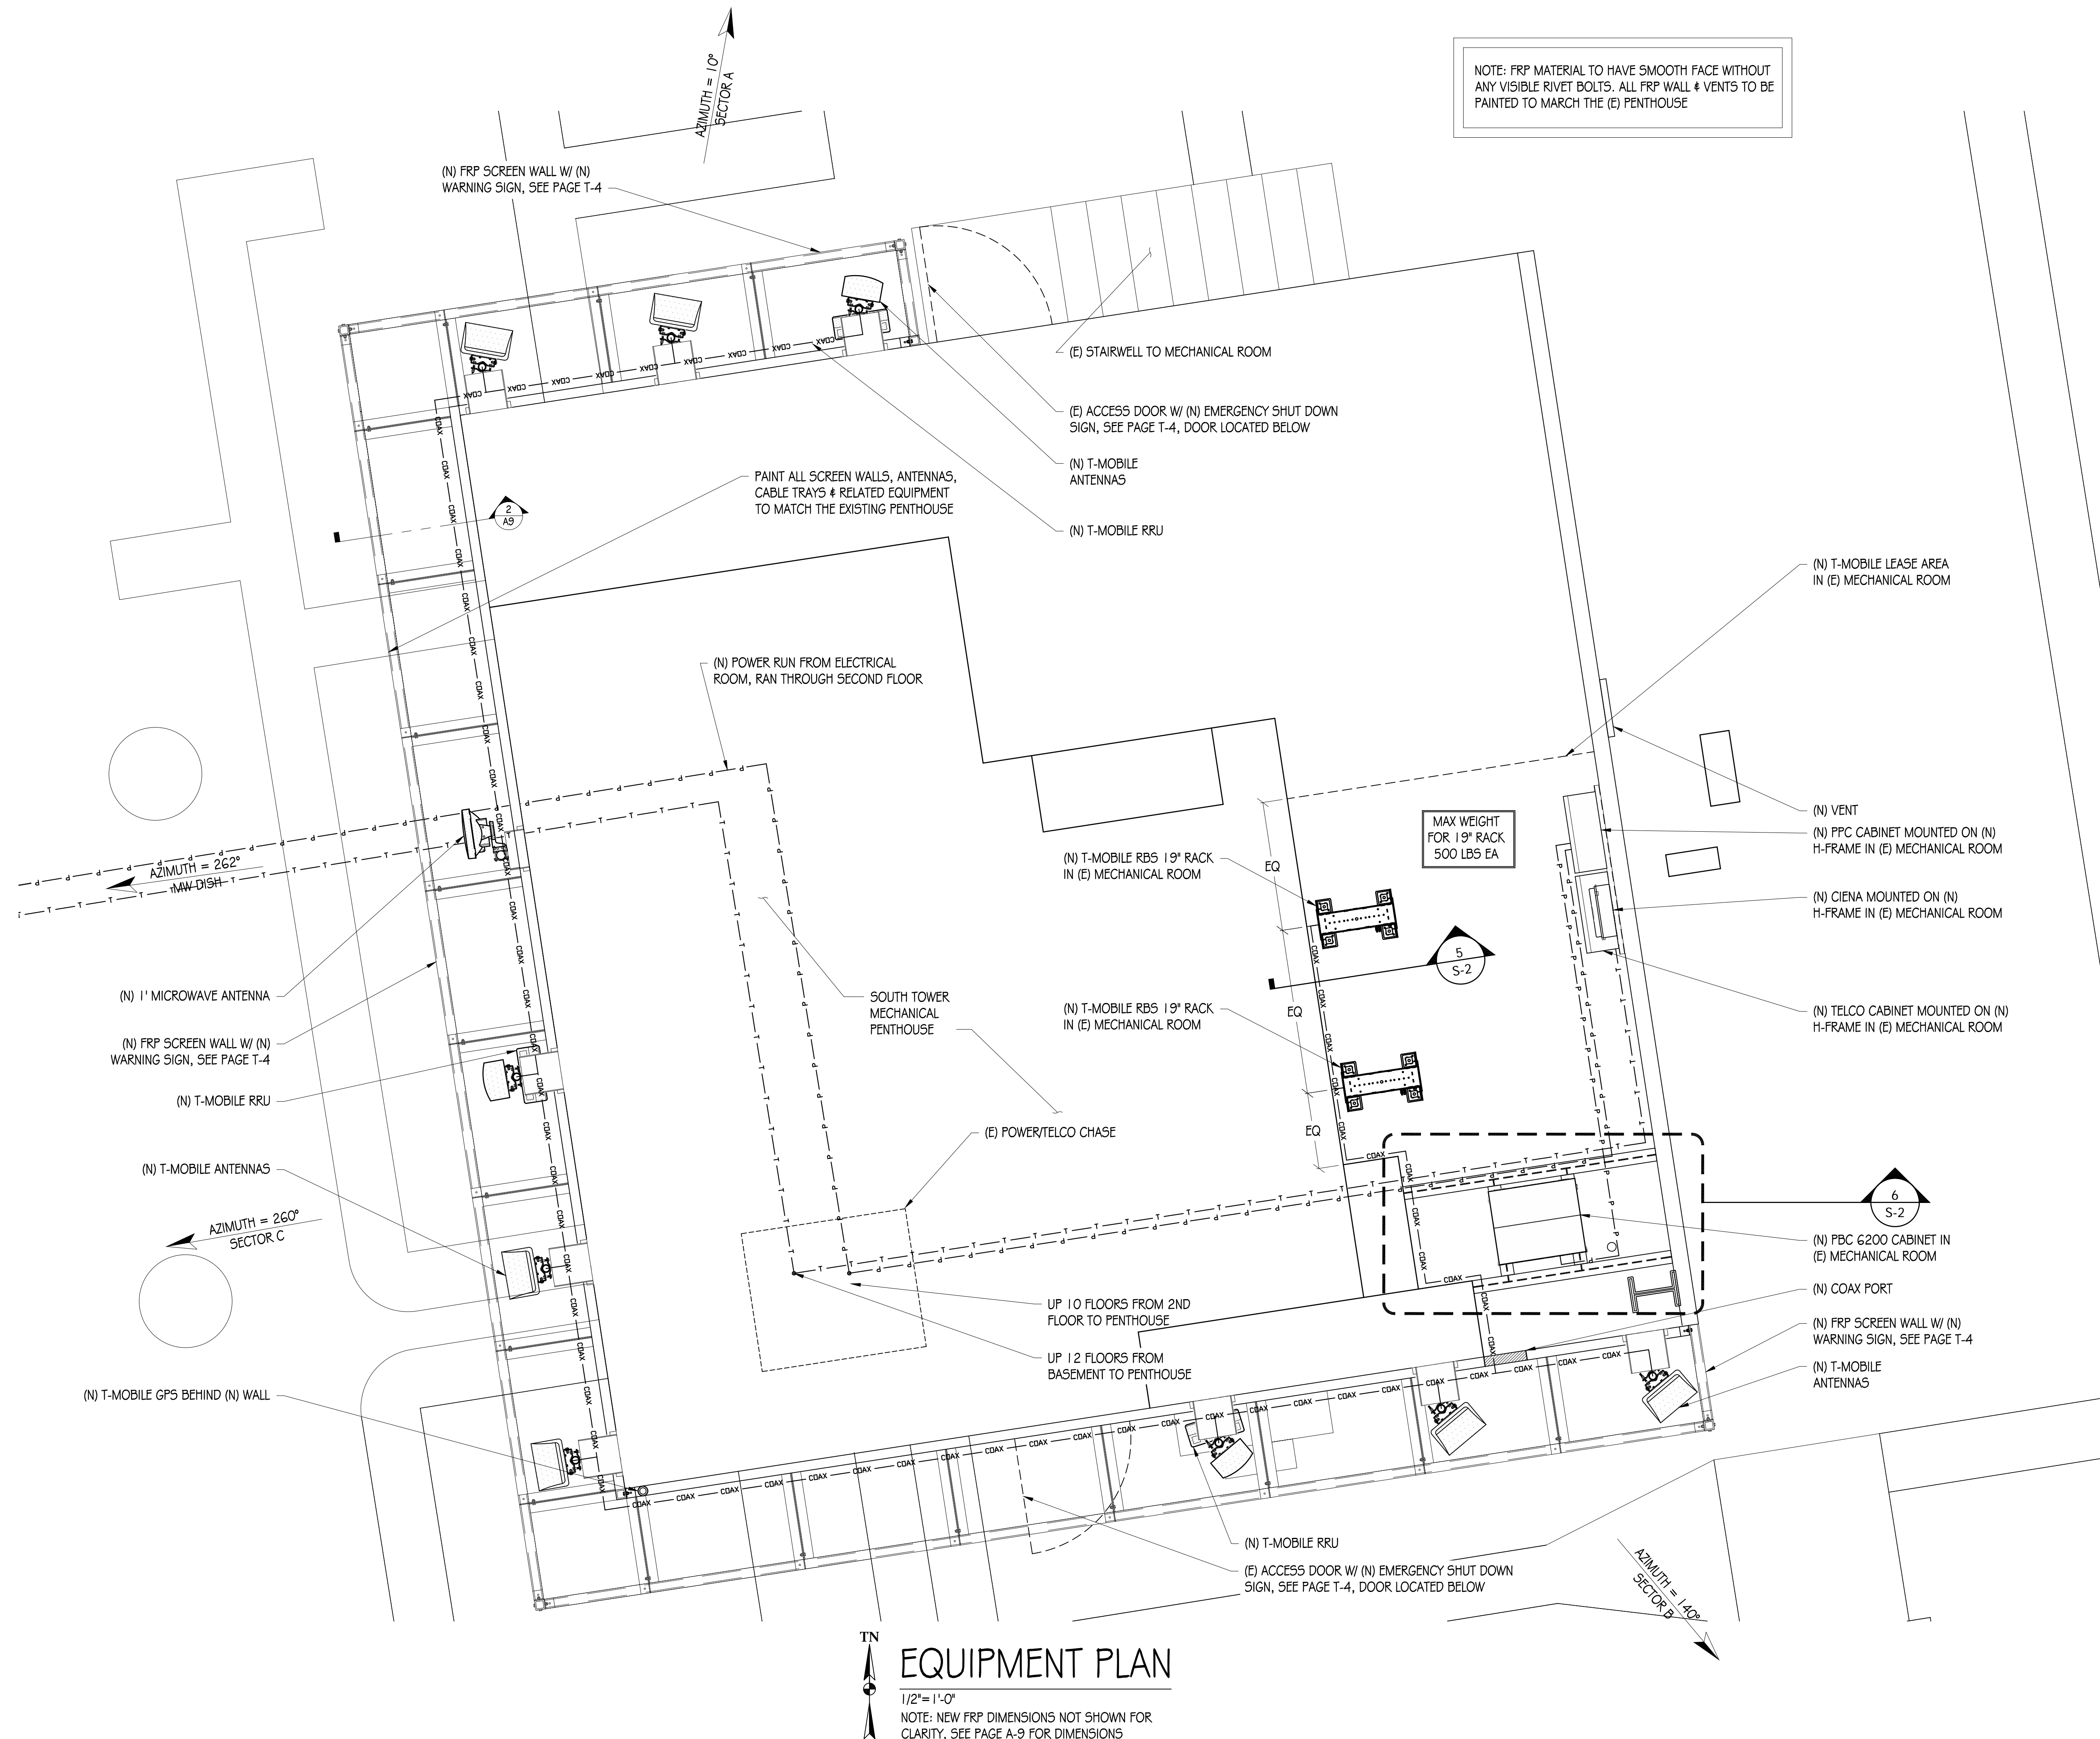 AZIMUTH = 10°
SECTOR A
NOTE: FRP MATERIAL TO HAVE SMOOTH FACE WITHOUT
ANY VISIBLE RIVET BOLTS. ALL FRP WALL & VENTS TO BE
PAINTED TO MARCH THE (E) PENTHOUSE
(N) FRP SCREEN WALL W/ (N)
WARNING SIGN, SEE PAGE T-4
(E) STAIRWELL TO MECHANICAL ROOM
(E) ACCESS DOOR W/ (N) EMERGENCY SHUT DOWN
SIGN, SEE PAGE T-4, DOOR LOCATED BELOW
(N) T-MOBILE
ANTENNAS
(N) T-MOBILE RRU
PAINT ALL SCREEN WALLS, ANTENNAS,
CABLE TRAYS & RELATED EQUIPMENT
TO MATCH THE EXISTING PENTHOUSE
2
A9
(N) T-MOBILE LEASE AREA
IN (E) MECHANICAL ROOM
(N) POWER RUN FROM ELECTRICAL
ROOM, RAN THROUGH SECOND FLOOR
(N) VENT
(N) PPC CABINET MOUNTED ON (N)
H-FRAME IN (E) MECHANICAL ROOM
MAX WEIGHT
FOR 19" RACK
500 LBS EA
(N) T-MOBILE RBS 19" RACK
IN (E) MECHANICAL ROOM
EQ
AZIMUTH = 262°
MW DISH
(N) CIENA MOUNTED ON (N)
H-FRAME IN (E) MECHANICAL ROOM
5
S-2
(N) 1' MICROWAVE ANTENNA
SOUTH TOWER
MECHANICAL
PENTHOUSE
(N) T-MOBILE RBS 19" RACK
IN (E) MECHANICAL ROOM
EQ
(N) TELCO CABINET MOUNTED ON (N)
H-FRAME IN (E) MECHANICAL ROOM
(N) FRP SCREEN WALL W/ (N)
WARNING SIGN, SEE PAGE T-4
(N) T-MOBILE RRU
(E) POWER/TELCO CHASE
EQ
(N) T-MOBILE ANTENNAS
6
S-2
AZIMUTH = 260°
SECTOR C
(N) PBC 6200 CABINET IN
(E) MECHANICAL ROOM
(N) COAX PORT
UP 10 FLOORS FROM 2ND
FLOOR TO PENTHOUSE
(N) FRP SCREEN WALL W/ (N)
WARNING SIGN, SEE PAGE T-4
UP 12 FLOORS FROM
BASEMENT TO PENTHOUSE
(N) T-MOBILE
ANTENNAS
(N) T-MOBILE GPS BEHIND (N) WALL
COAX
(N) T-MOBILE RRU
(E) ACCESS DOOR W/ (N) EMERGENCY SHUT DOWN
SIGN, SEE PAGE T-4, DOOR LOCATED BELOW
AZIMUTH = 140°
SECTOR B
TN
EQUIPMENT PLAN
1/2"=1'-0"
NOTE: NEW FRP DIMENSIONS NOT SHOWN FOR
CLARITY. SEE PAGE A-9 FOR DIMENSIONS